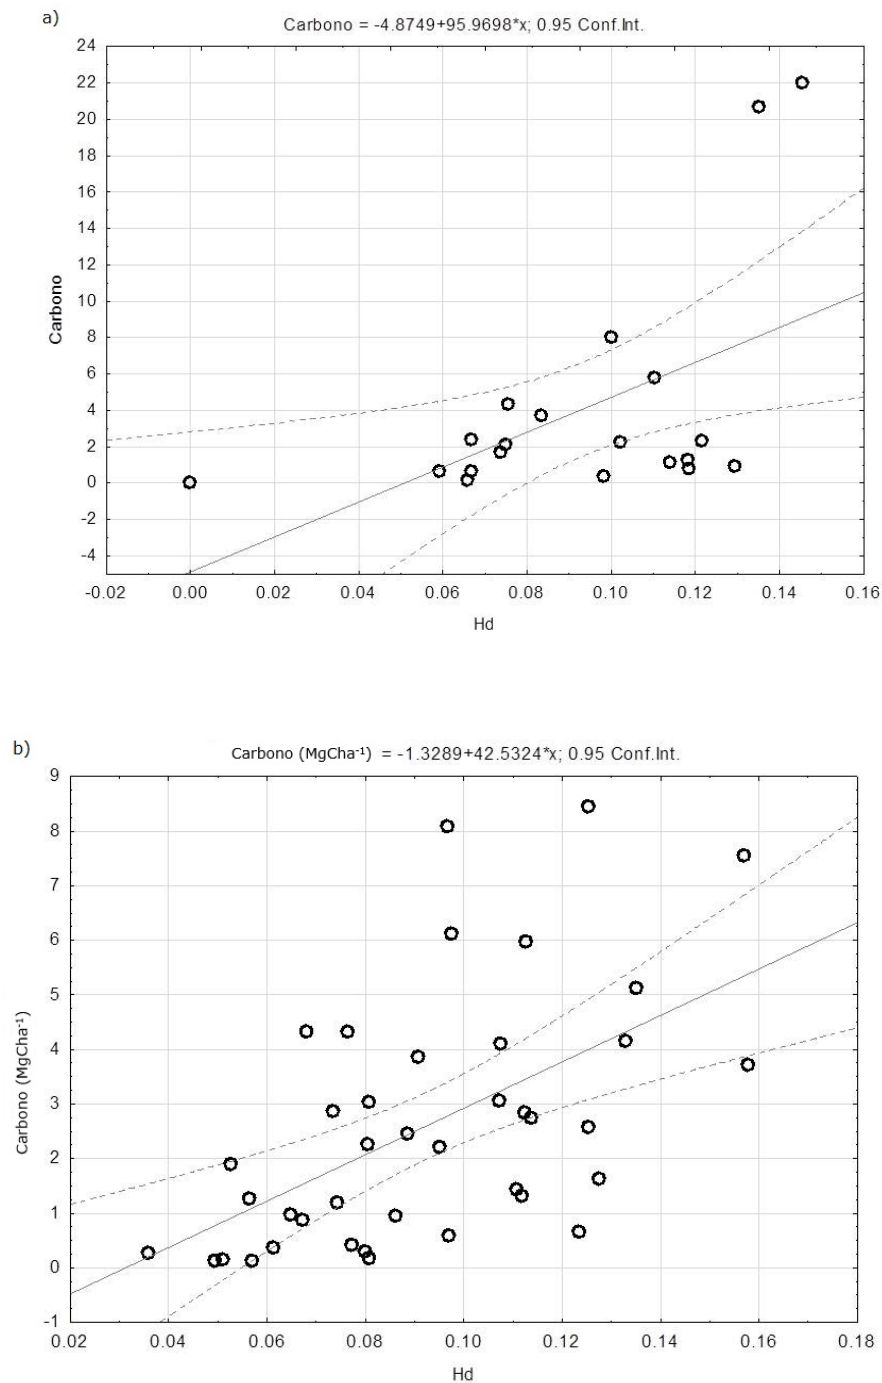 a)
Carbono = -4.8749+95.9698*x; 0.95 Conf.Int.
24
22
20
18
16
14
12
10
8
6
4
2
0
-2
-4
Carbono
-0.02 0.00 0.02 0.04 0.06 0.08 0.10 0.12 0.14 0.16
Hd
b)
Carbono (MgCha⁻¹) = -1.3289+42.5324*x; 0.95 Conf.Int.
9
8
7
6
5
4
3
2
1
0
-1
Carbono (MgCha⁻¹)
0.02 0.04 0.06 0.08 0.10 0.12 0.14 0.16 0.18
Hd